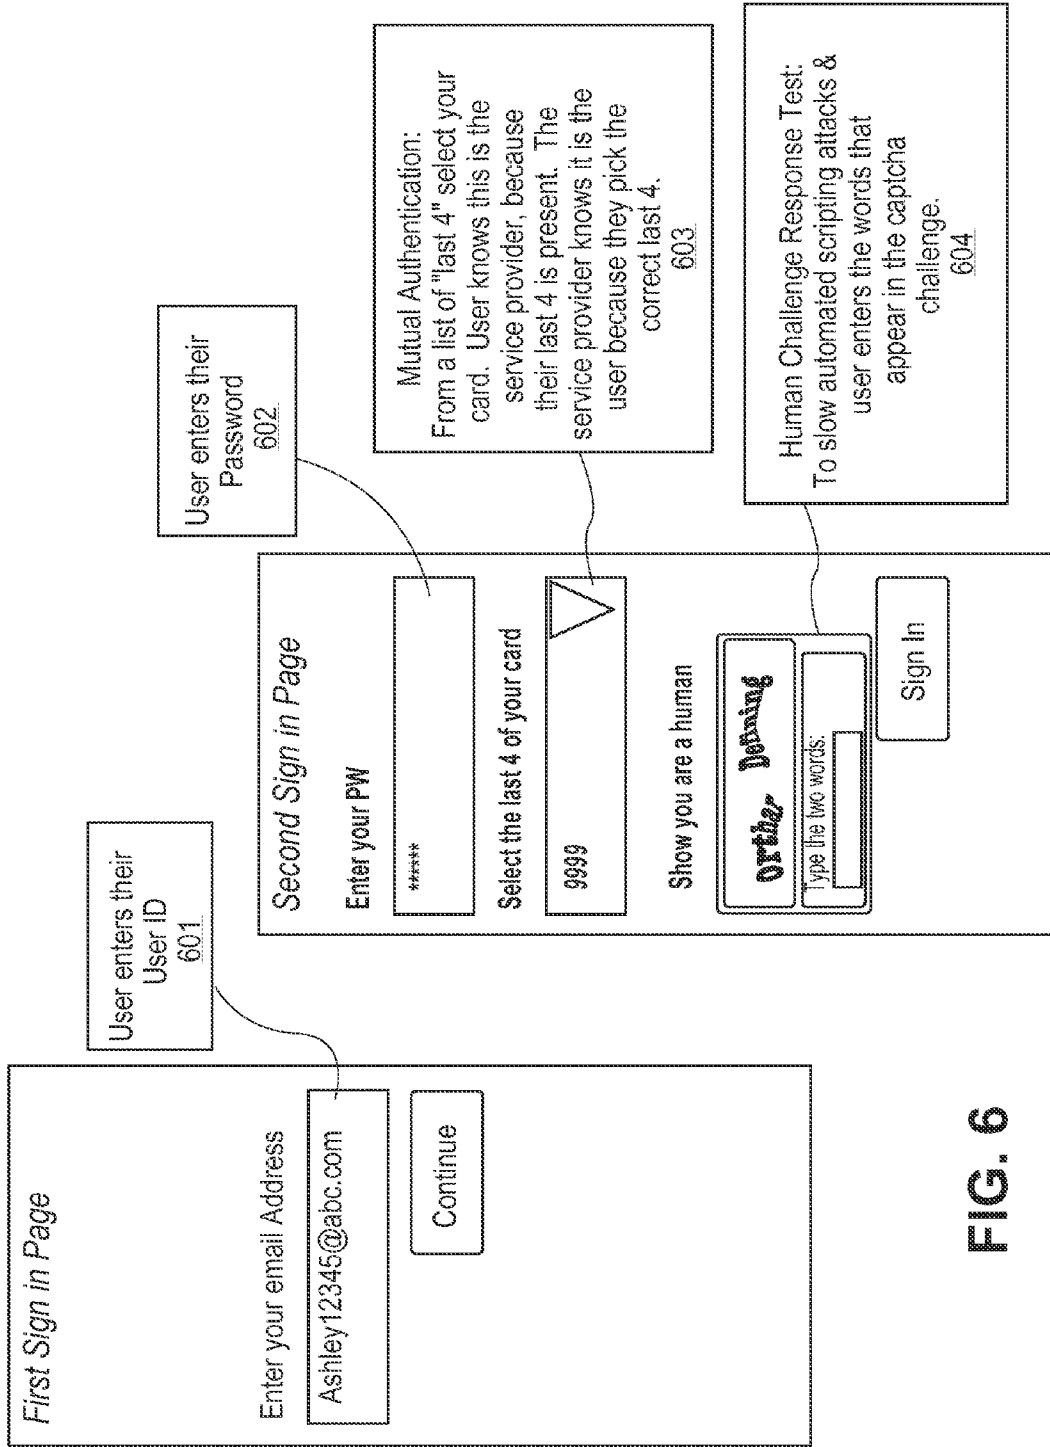 First Sign in Page
Enter your email Address
Ashley12345@abc.com
Continue
User enters their
User ID
601
Second Sign in Page
Enter your PW
******
Select the last 4 of your card
9999
Show you are a human
Type the two words:
Sign In
User enters their
Password
602
Mutual Authentication:
From a list of "last 4" select your
card. User knows this is the
service provider, because
their last 4 is present. The
service provider knows it is the
user because they pick the
correct last 4.
603
Human Challenge Response Test:
To slow automated scripting attacks &
user enters the words that
appear in the captcha
challenge.
604
FIG. 6